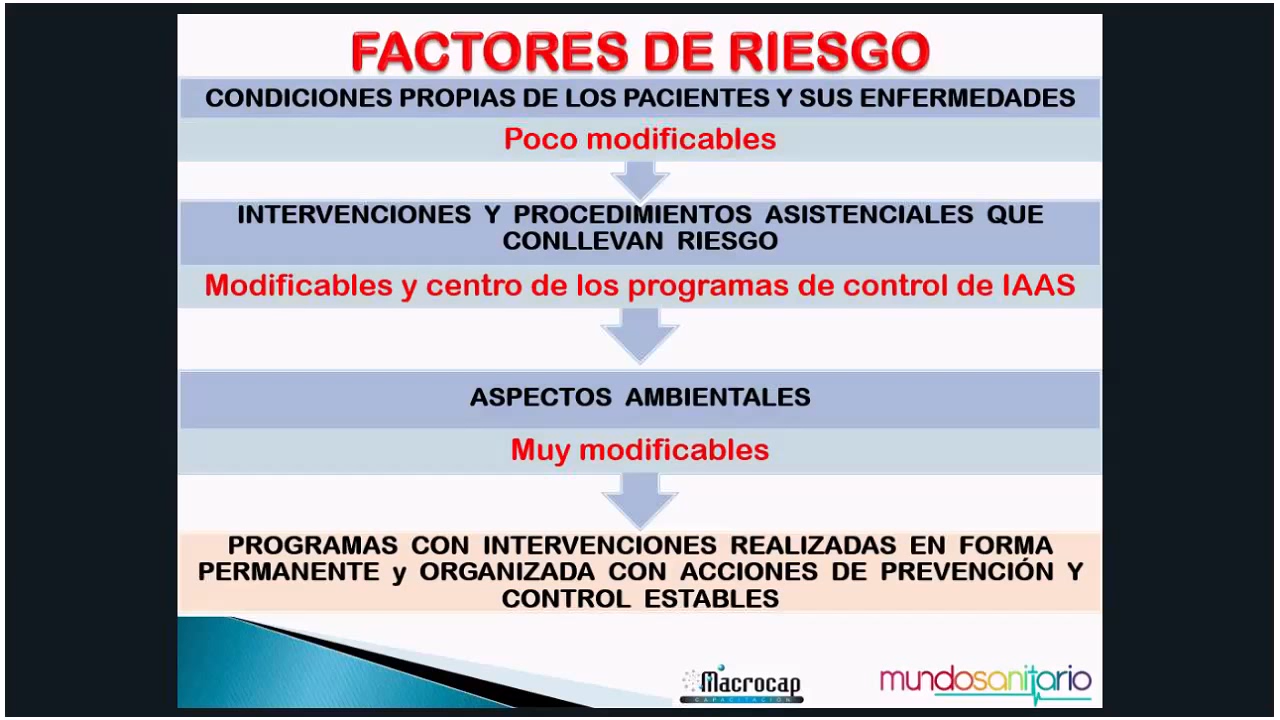 FACTORES DE RIESGO
CONDICIONES PROPIAS DE LOS PACIENTES Y SUS ENFERMEDADES
Poco modificables
INTERVENCIONES Y PROCEDIMIENTOS ASISTENCIALES QUE
CONLLEVAN RIESGO
Modificables y centro de los programas de control de IAAS
ASPECTOS AMBIENTALES
Muy modificables
PROGRAMAS CON INTERVENCIONES REALIZADAS EN FORMA
PERMANENTE y ORGANIZADA CON ACCIONES DE PREVENCIÓN Y
CONTROL ESTABLES
Macrocap
CAPACITACIÓN
mundosanitario